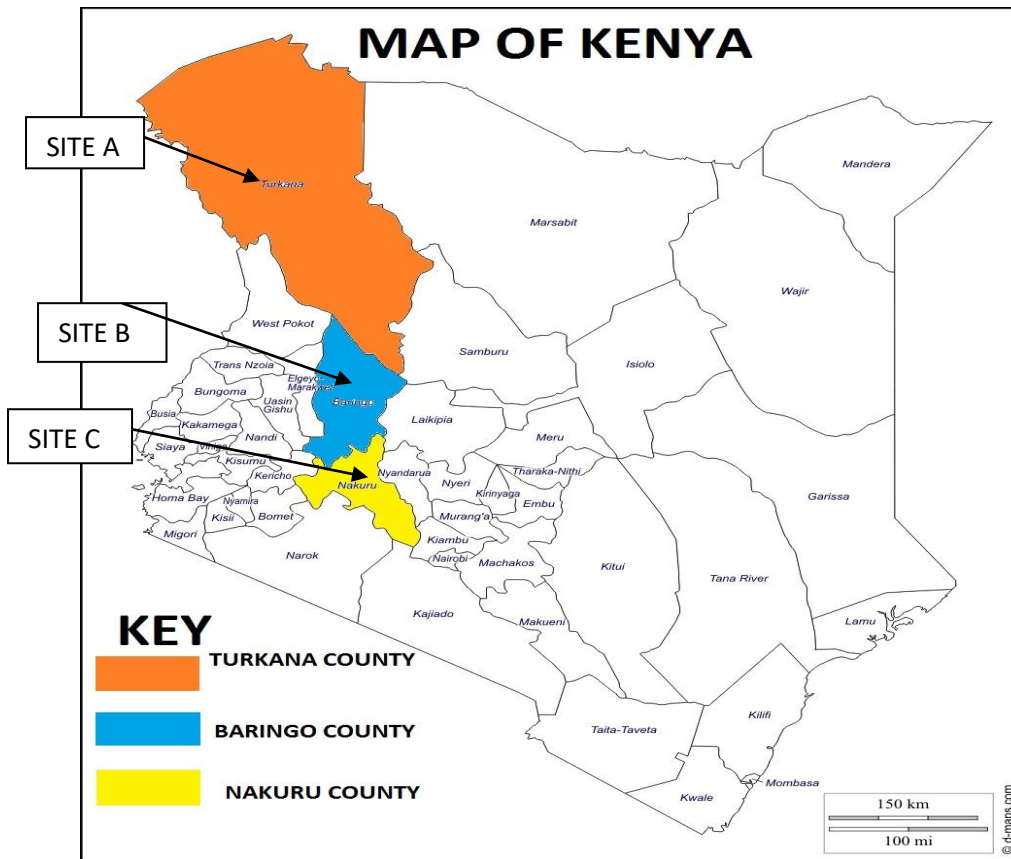 MAP OF KENYA
SITE A
Turkana
Mandera
Marsabit
Wajir
SITE B
West Pokot
Samburu
Isiolo
Trans Nzoia
Elgeyo-
Marakwet
Bungoma
Uasin
Gishu
Baringo
Laikipia
Busia
Kakamega
SITE C
Nandi
Meru
Siaya
Vihiga
Kisumu
Kericho
Nakuru
Nyandarua
Nyeri
Tharaka-Nithi
Kirinyaga
Embu
Garissa
Homa Bay
Nyamira
Kisii
Bomet
Murang'a
Migori
Kiambu
Narok
Nairobi
Machakos
Kitui
Tana River
Kajiado
Makueni
Lamu
KEY
TURKANA COUNTY
BARINGO COUNTY
NAKURU COUNTY
Taita-Taveta
Kilifi
Mombasa
Kwale
150 km
100 mi
© d-maps.com